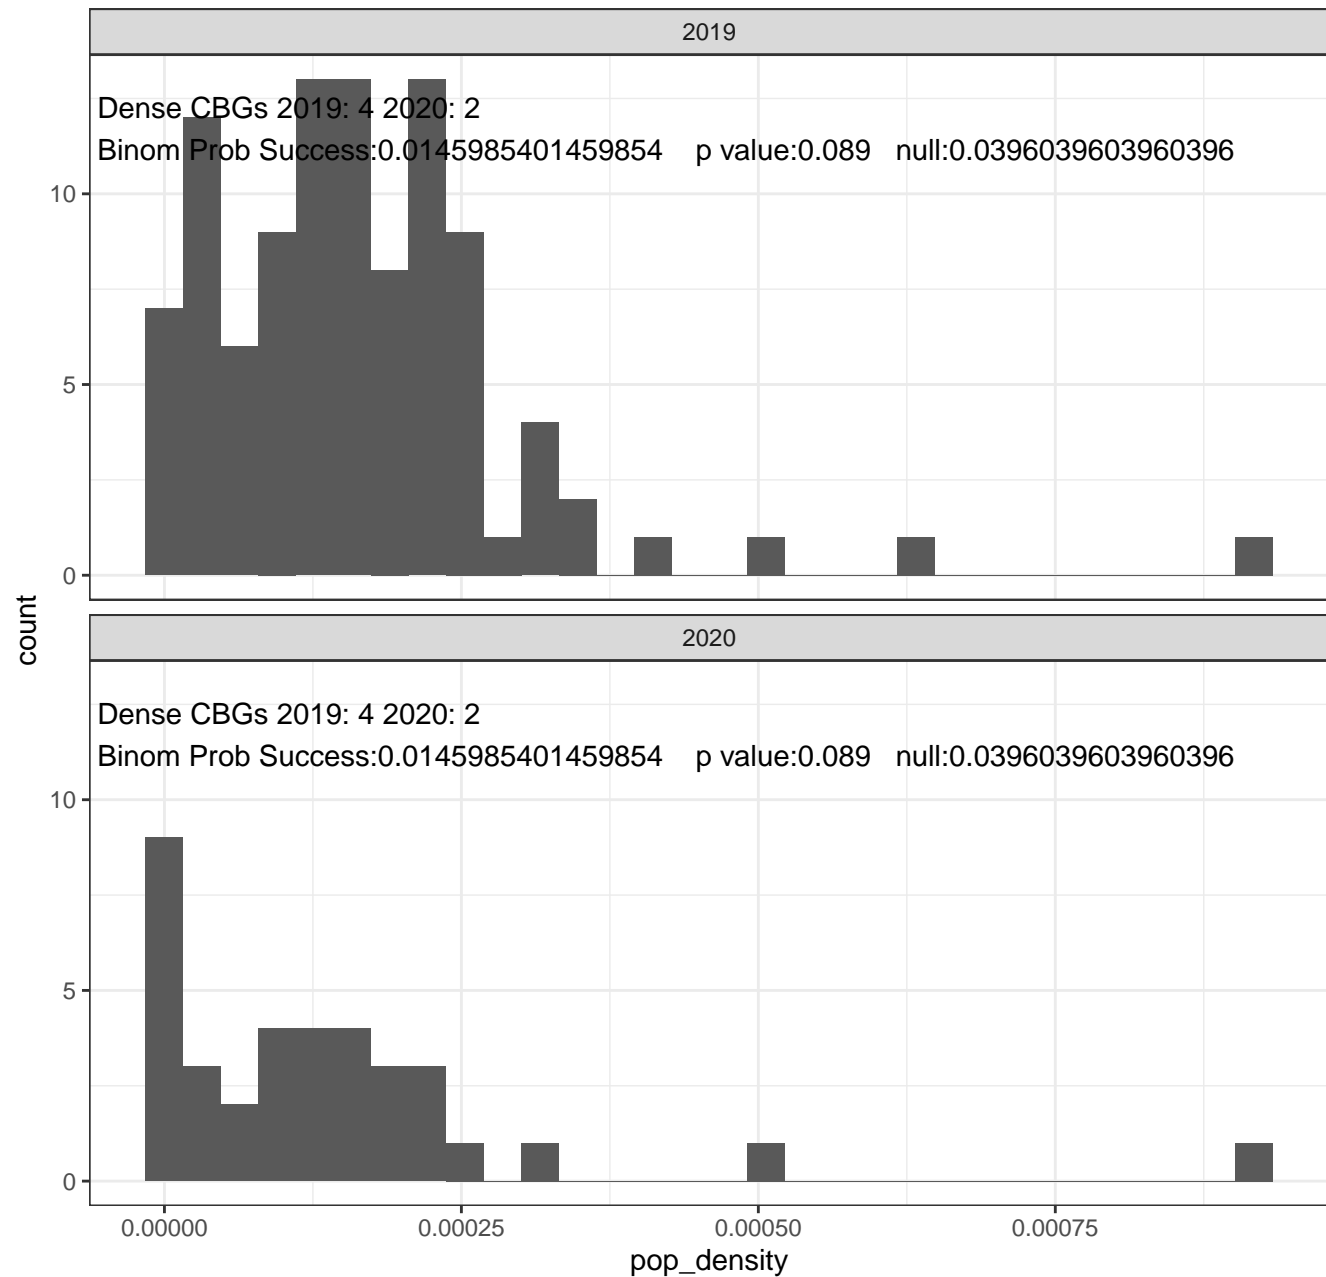 2019
Dense CBGs 2019: 4 2020: 2
Binom Prob Success:0.0145985401459854 p value:0.089 null:0.0396039603960396
10
5
0
count
2020
Dense CBGs 2019: 4 2020: 2
Binom Prob Success:0.0145985401459854 p value:0.089 null:0.0396039603960396
10
5
0
0.00000 0.00025 0.00050 0.00075
pop_density